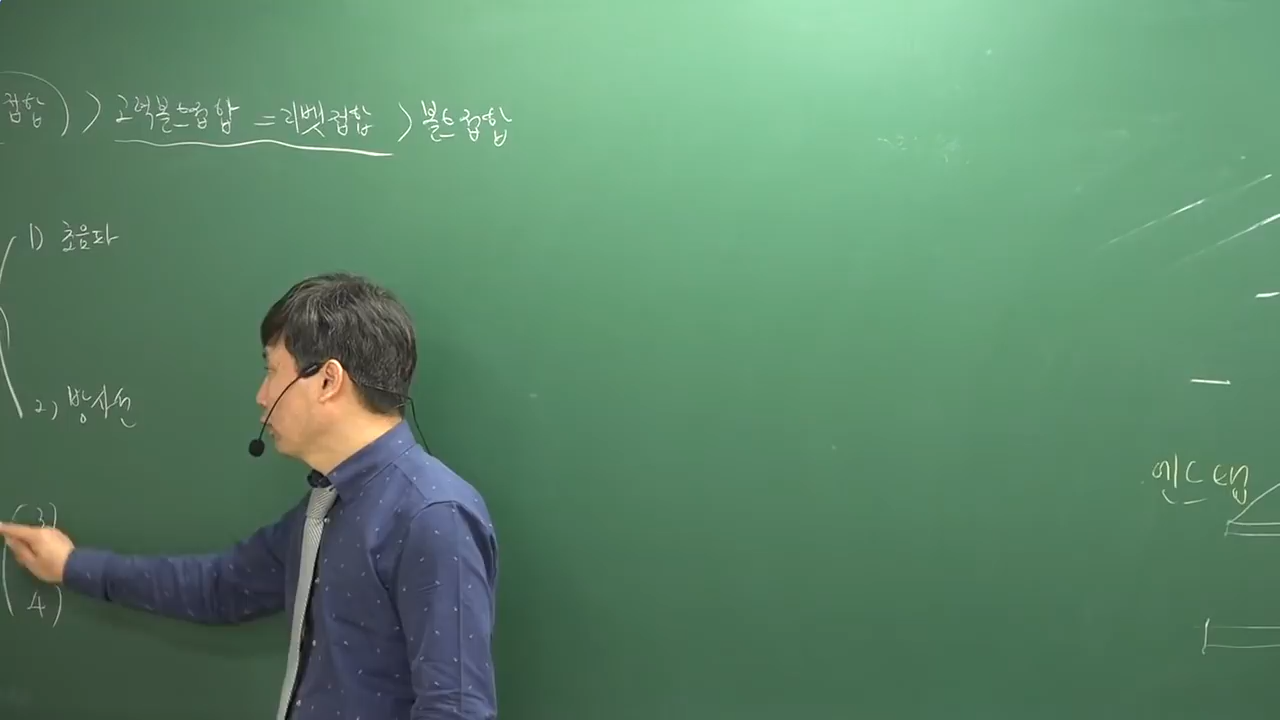 접합) > 고력볼트접합 = 리벳접합 > 볼트접합
1) 초음파
2) 방사선
3)
4)
엔드탭